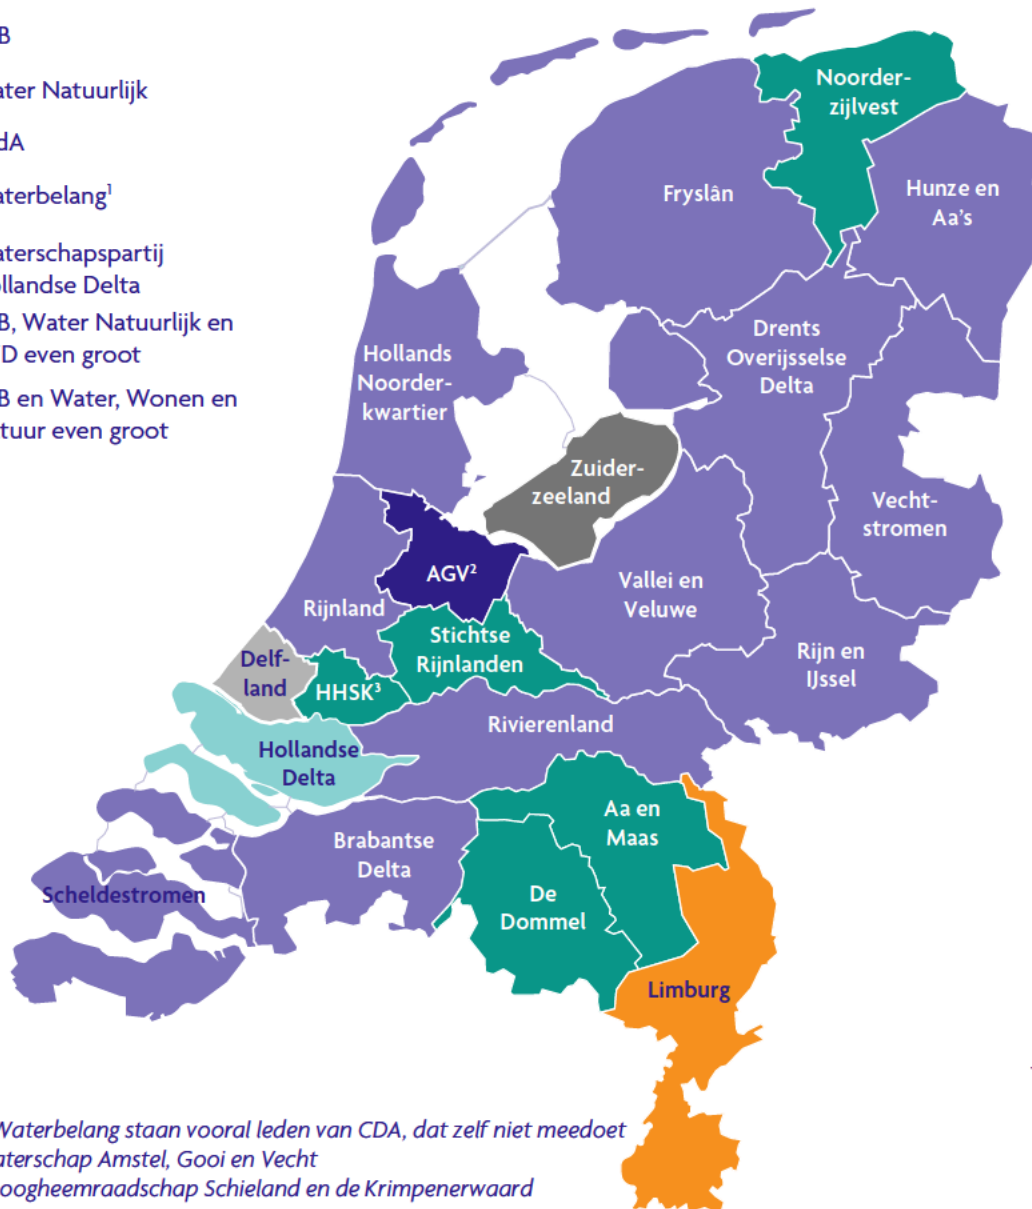 B
ater Natuurlijk
dA
aterbelang¹
aterschapspartij
ollandse Delta
B, Water Natuurlijk en
D even groot
B en Water, Wonen en
tuur even groot
Noorder-
zijlvest
Fryslân
Hunze en
Aa's
Drents
Overijsselse
Delta
Hollands
Noorder-
kwartier
Zuider-
zeeland
Vecht-
stromen
AGV²
Vallei en
Veluwe
Rijnland
Stichtse
Rijnlanden
Rijn en
IJssel
Delf-
land
HHSK³
Rivierenland
Hollandse
Delta
Aa en
Maas
Brabantse
Delta
De
Dommel
Scheldestromen
Limburg
Waterbelang staan vooral leden van CDA, dat zelf niet meedoet
aterschap Amstel, Gooi en Vecht
oogheemraadschap Schieland en de Krimpenerwaard